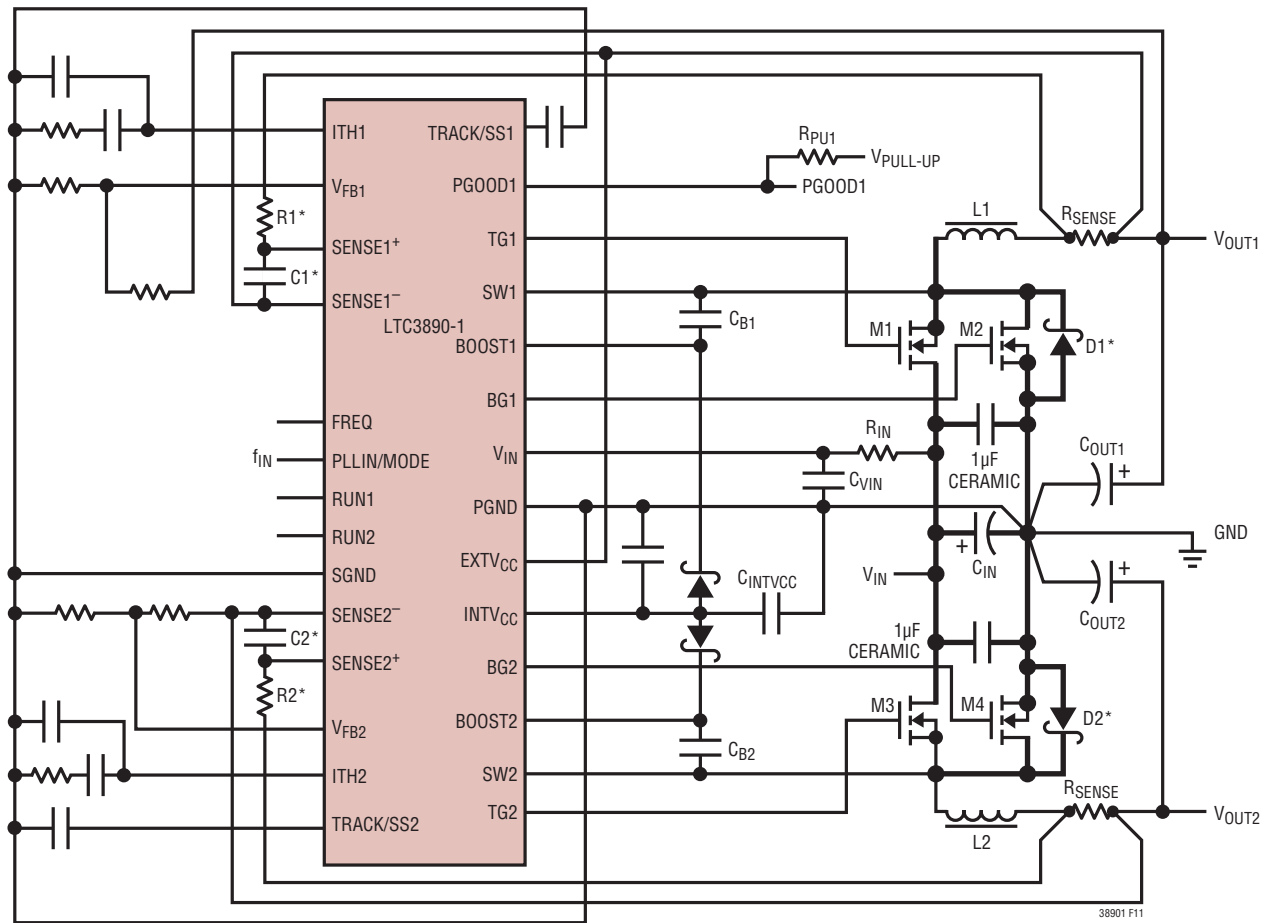 ITH1
VFB1
R1*
SENSE1+
C1*
SENSE1–
LTC3890-1
FREQ
fIN
PLLIN/MODE
RUN1
RUN2
SGND
SENSE2–
C2*
SENSE2+
R2*
VFB2
ITH2
TRACK/SS2
TRACK/SS1
PGOOD1
TG1
SW1
BOOST1
BG1
VIN
PGND
EXTVCC
INTVCC
BG2
BOOST2
SW2
TG2
RPU1
VPULL-UP
PGOOD1
L1
RSENSE
VOUT1
CB1
M1
M2
D1*
RIN
CVIN
1µF
CERAMIC
COUT1
+
GND
+
CIN
VIN
CINTVCC
+
COUT2
1µF
CERAMIC
M3
M4
D2*
CB2
RSENSE
VOUT2
L2
38901 F11